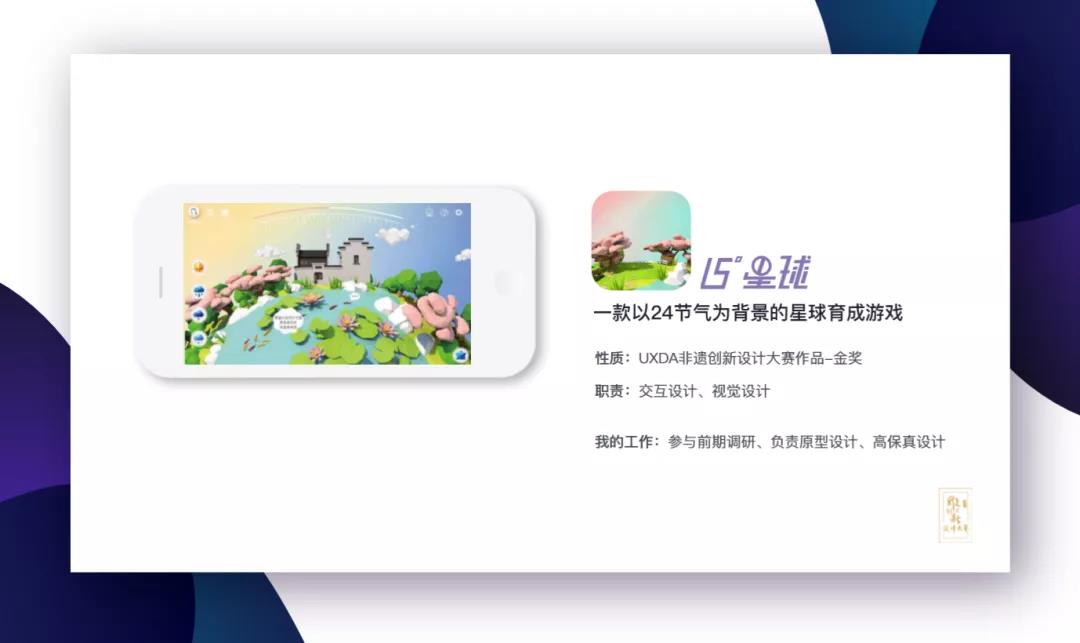 15°星球
一款以24节气为背景的星球育成游戏
性质：UXDA非遗创新设计大赛作品-金奖
职责：交互设计、视觉设计
我的工作：参与前期调研、负责原型设计、高保真设计